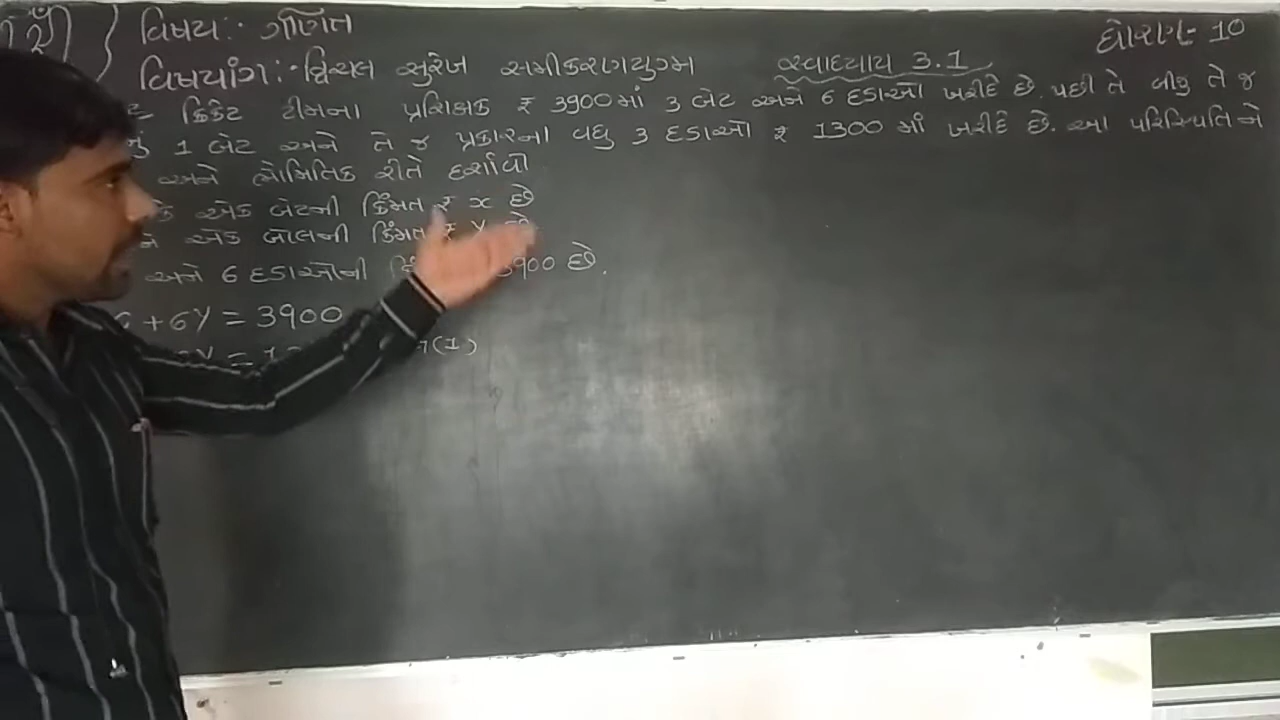 વિષય:- ગણિત
ધોરણ:- 10
વિષયાંગ:- દ્વિચલ સુરેખ સમીકરણયુગ્મ સ્વાધ્યાય 3.1
ક્રિકેટ ટીમના પ્રશિક્ષક ₹ 3900માં 3 બેટ અને 6 દડાઓ ખરીદે છે. પછી તે બીજુ તે જ
1 બેટ અને તે જ પ્રકારના વધુ 3 દડાઓ ₹ 1300 માં ખરીદે છે. આ પરિસ્થિતિને
અને ભૌમિતિક રીતે દર્શાવો
કે એક બેટની કિંમત ₹ x છે
એક બોલની કિંમત ₹ y છે
અને 6 દડાઓની 3900 છે.
+ 6y = 3900
(1)